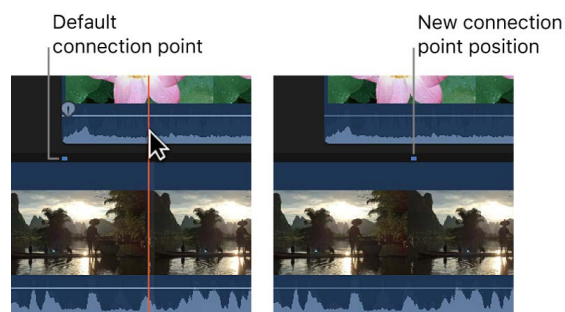 Default
connection point
New connection
point position